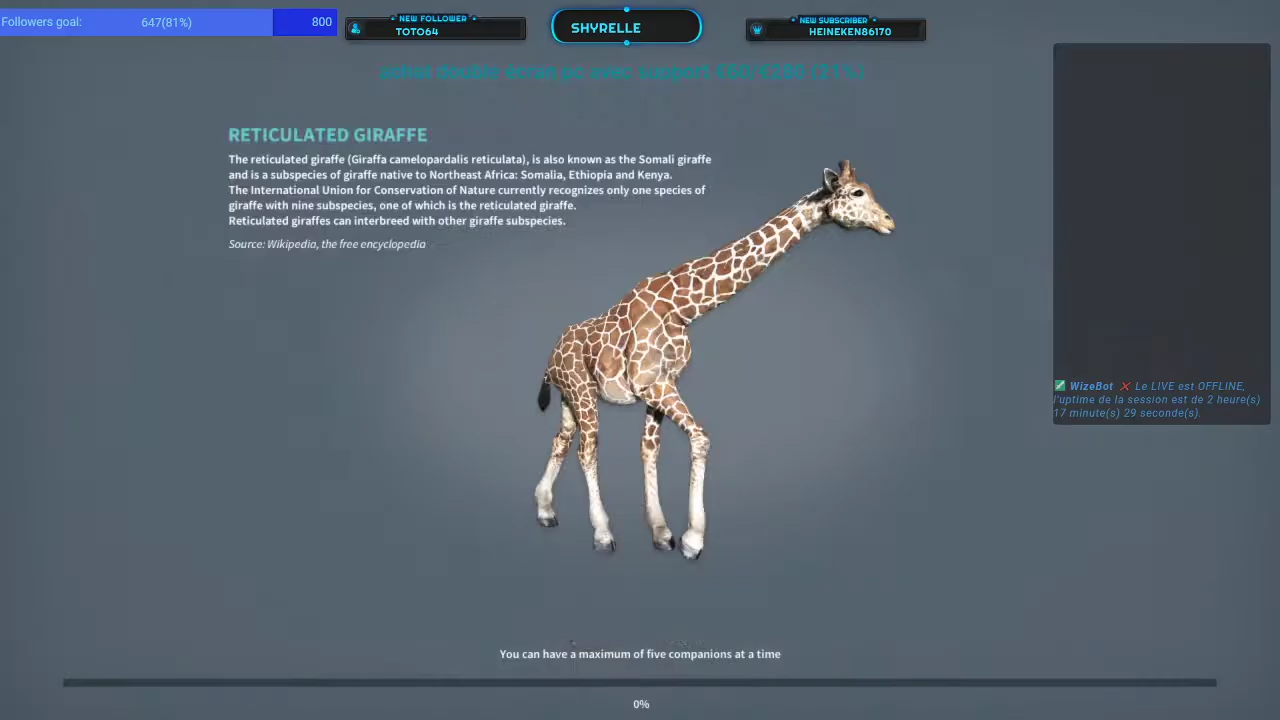 Followers goal:
647(81%)
800
NEW FOLLOWER
TOTO64
SHYRELLE
NEW SUBSCRIBER
HEINEKEN86170
achat double écran pc avec support €60/€280 (21%)
RETICULATED GIRAFFE
The reticulated giraffe (Giraffa camelopardalis reticulata), is also known as the Somali giraffe
and is a subspecies of giraffe native to Northeast Africa: Somalia, Ethiopia and Kenya.
The International Union for Conservation of Nature currently recognizes only one species of
giraffe with nine subspecies, one of which is the reticulated giraffe.
Reticulated giraffes can interbreed with other giraffe subspecies.
Source: Wikipedia, the free encyclopedia
WizeBot ❌ Le LIVE est OFFLINE,
l'uptime de la session est de 2 heure(s)
17 minute(s) 29 seconde(s).
You can have a maximum of five companions at a time
0%